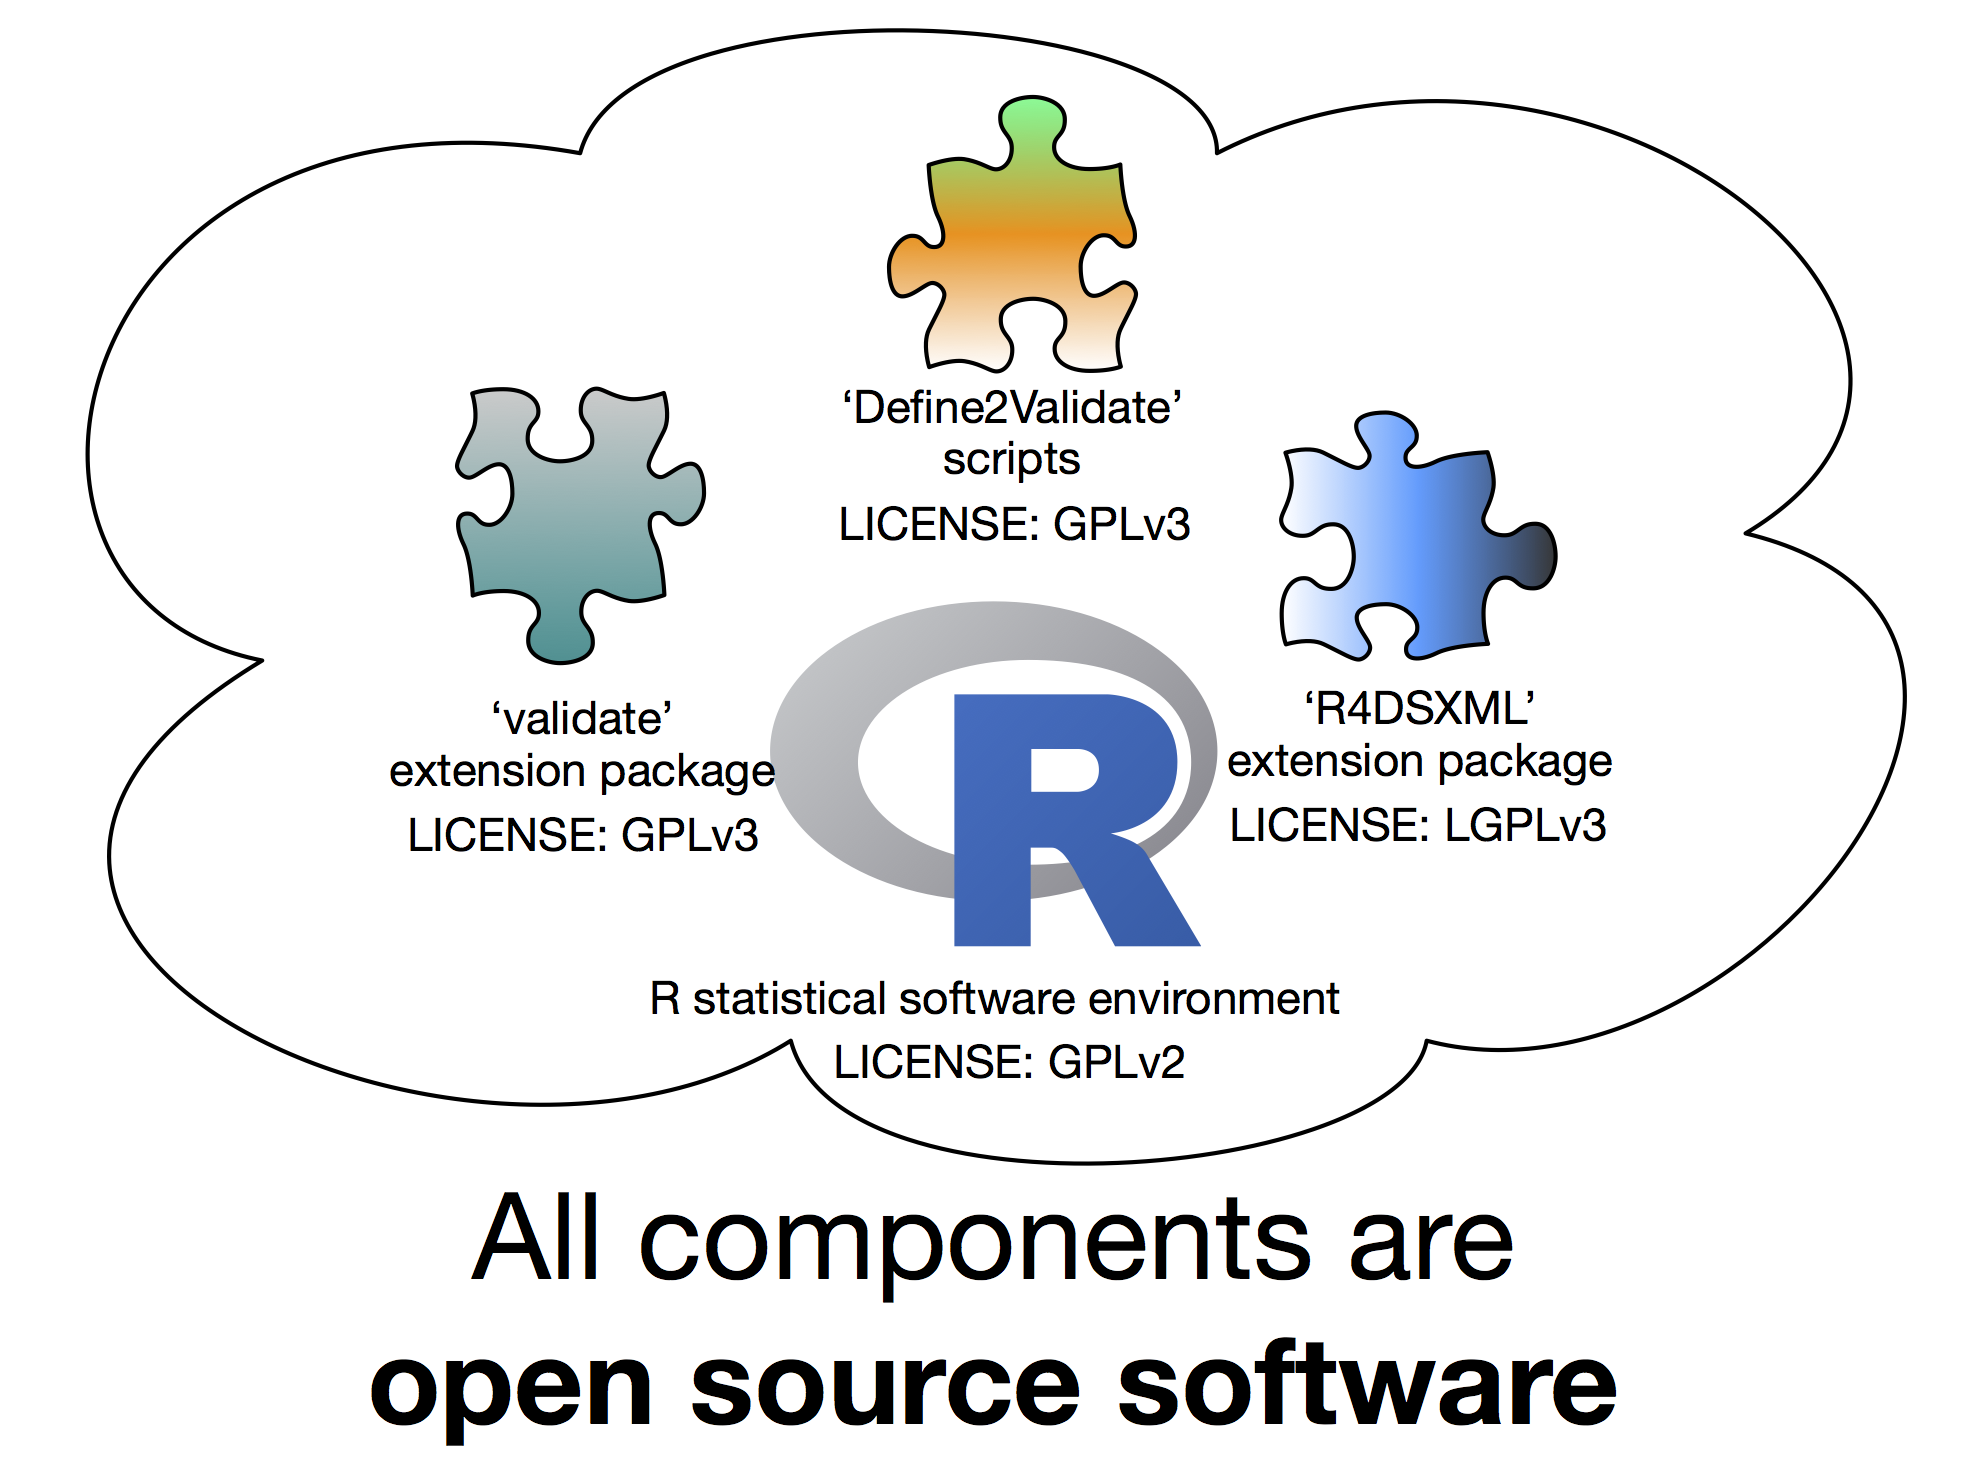 ‘Define2Validate’
scripts
LICENSE: GPLv3
‘validate’
extension package
LICENSE: GPLv3
‘R4DSXML’
extension package
LICENSE: LGPLv3
R
R statistical software environment
LICENSE: GPLv2
All components are
open source software